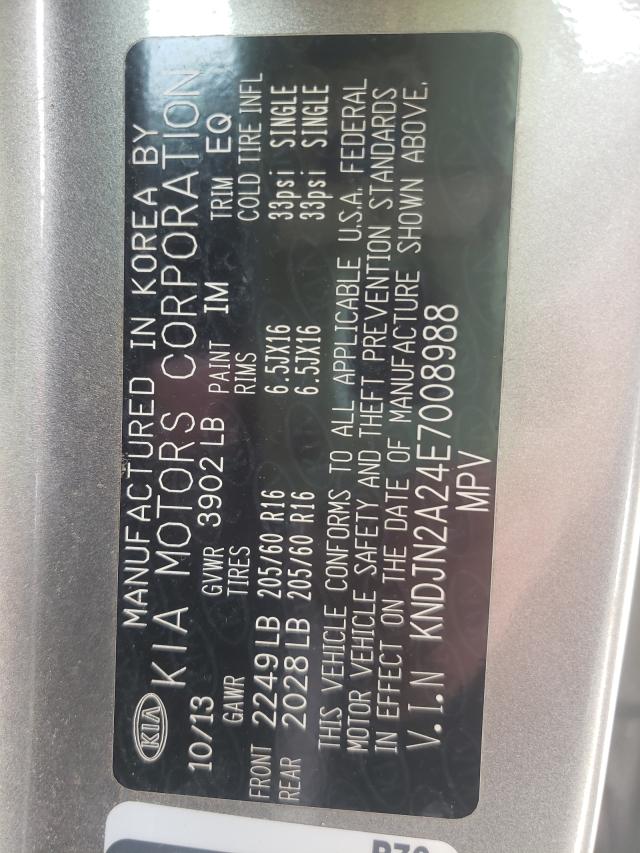 MANUFACTURED IN KOREA BY
KIA KIA MOTORS CORPORATION
10/13 GVWR 3902 LB PAINT IM TRIM EQ
GAWR TIRES RIMS COLD TIRE INFL
FRONT 2249 LB 205/60 R16 6.5JX16 33psi SINGLE
REAR 2028 LB 205/60 R16 6.5JX16 33psi SINGLE
THIS VEHICLE CONFORMS TO ALL APPLICABLE U.S.A. FEDERAL
MOTOR VEHICLE SAFETY AND THEFT PREVENTION STANDARDS
IN EFFECT ON THE DATE OF MANUFACTURE SHOWN ABOVE.
V.I.N KNDJN2A24E7008988
MPV